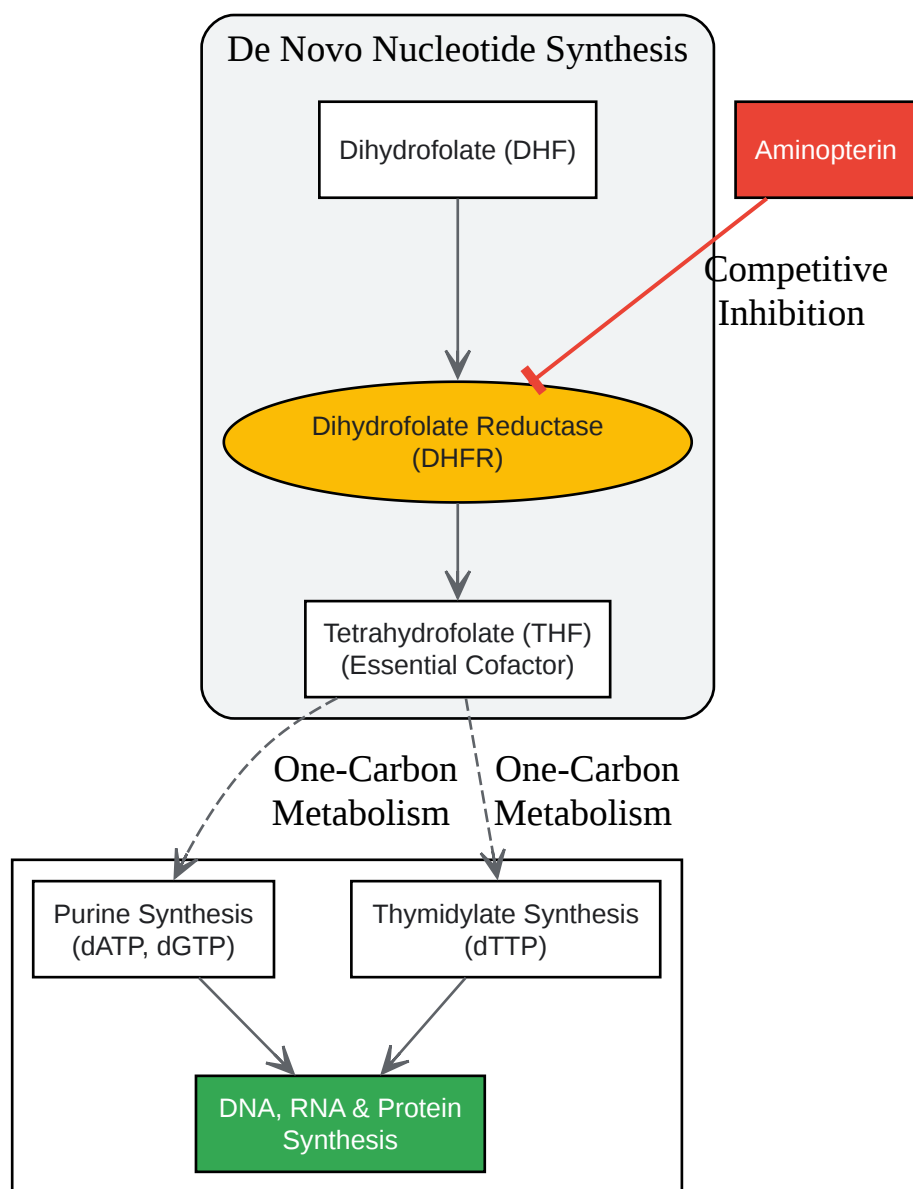 De Novo Nucleotide Synthesis
Dihydrofolate (DHF)
Aminopterin
Competitive
Inhibition
Dihydrofolate Reductase
(DHFR)
Tetrahydrofolate (THF)
(Essential Cofactor)
One-Carbon
Metabolism
One-Carbon
Metabolism
Purine Synthesis
(dATP, dGTP)
Thymidylate Synthesis
(dTTP)
DNA, RNA & Protein
Synthesis